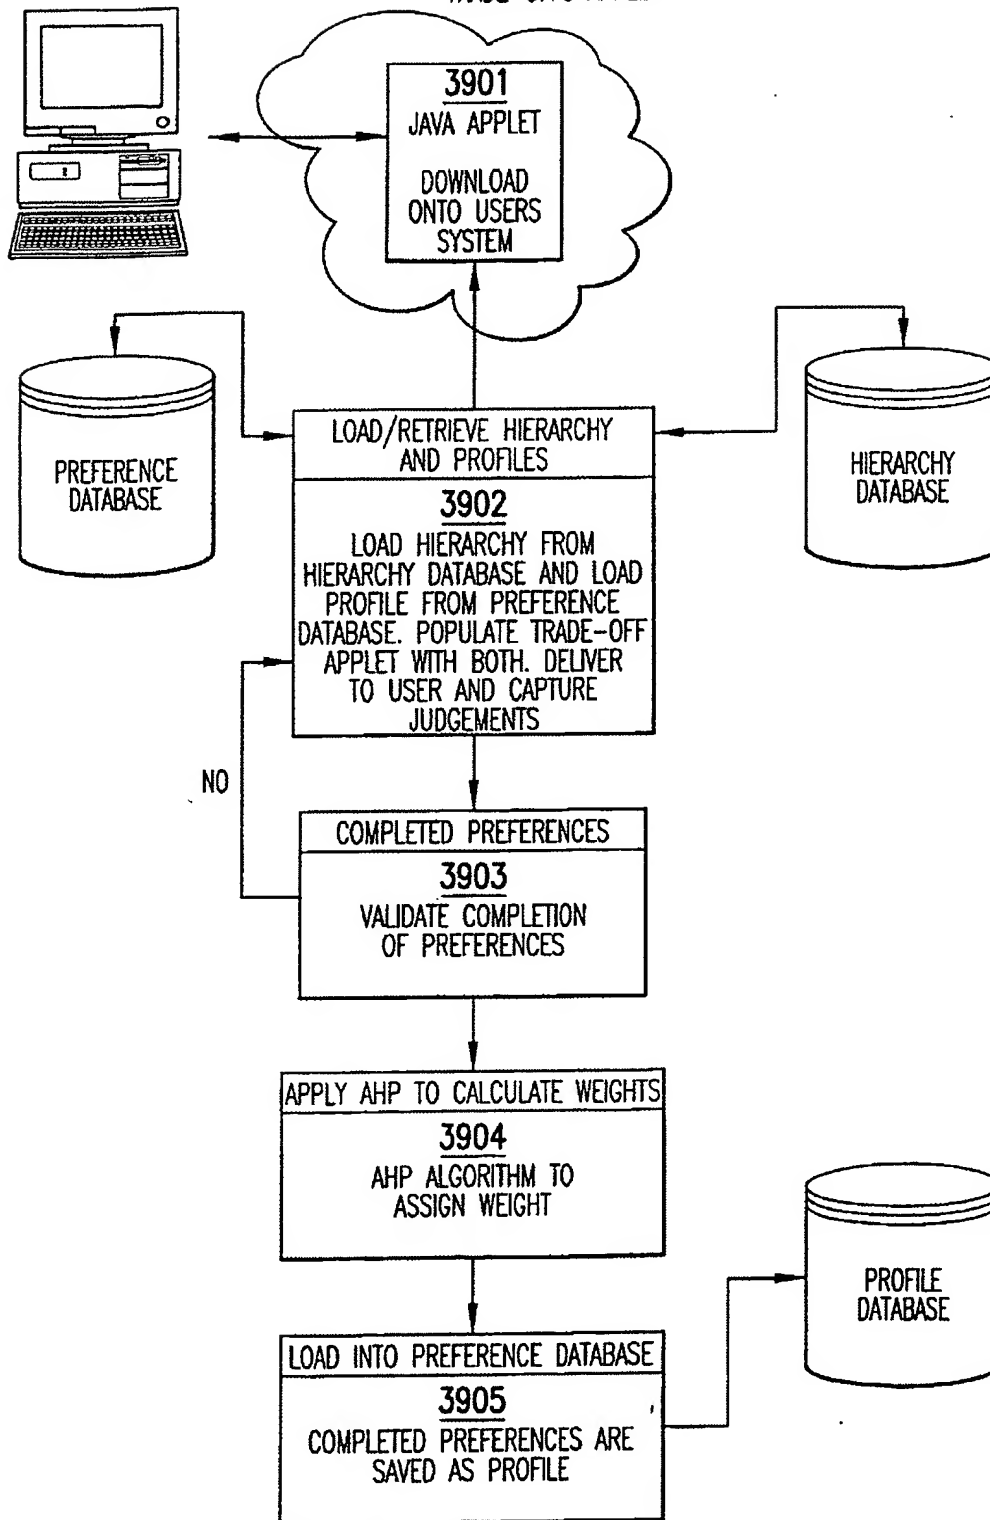 3901
JAVA APPLET
DOWNLOAD
ONTO USERS
SYSTEM
PREFERENCE
DATABASE
HIERARCHY
DATABASE
LOAD/RETRIEVE HIERARCHY
AND PROFILES
3902
LOAD HIERARCHY FROM
HIERARCHY DATABASE AND LOAD
PROFILE FROM PREFERENCE
DATABASE. POPULATE TRADE-OFF
APPLET WITH BOTH. DELIVER
TO USER AND CAPTURE
JUDGEMENTS
NO
COMPLETED PREFERENCES
3903
VALIDATE COMPLETION
OF PREFERENCES
APPLY AHP TO CALCULATE WEIGHTS
3904
AHP ALGORITHM TO
ASSIGN WEIGHT
PROFILE
DATABASE
LOAD INTO PREFERENCE DATABASE
3905
COMPLETED PREFERENCES ARE
SAVED AS PROFILE